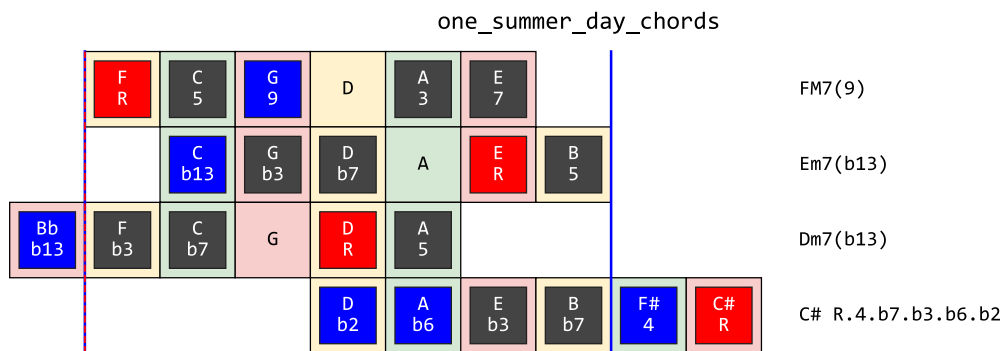 one_summer_day_chords
F C G D A E FM7(9)
R 5 9 3 7
C G D A E B Em7(b13)
b13 b3 b7 R 5
Bb F C G D A Dm7(b13)
b13 b3 b7 R 5
D A E B F# C# C# R.4.b7.b3.b6.b2
b2 b6 b3 b7 4 R